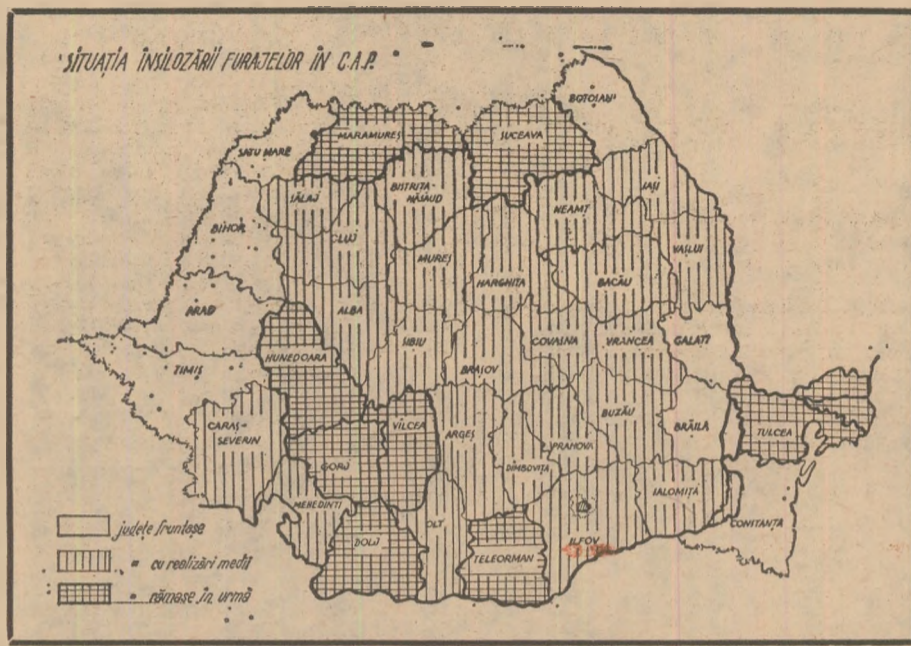 SITUAȚIA ÎNSILOZĂRII FURAJELOR ÎN C.A.P.
BOTOȘANI
MARAMUREȘ
SUCEAVA
SATU MARE
SĂLAJ
BISTRIȚA-
NĂSĂUD
IAȘI
NEAMȚ
BIHOR
CLUJ
VASLUI
MUREȘ
HARGHITA
BACĂU
ARAD
ALBA
HUNEDOARA
SIBIU
COVASNA
VRANCEA
GALAȚI
TIMIȘ
BRAȘOV
CARAȘ-
SEVERIN
VÎLCEA
ARGEȘ
BUZĂU
BRĂILA
TULCEA
PRAHOVA
GORJ
DÎMBOVIȚA
MEHEDINȚI
IALOMIȚA
OLT
CONSTANȚA
DOLJ
ILFOV
TELEORMAN
județe fruntașe
" cu realizări medii
" rămase în urmă